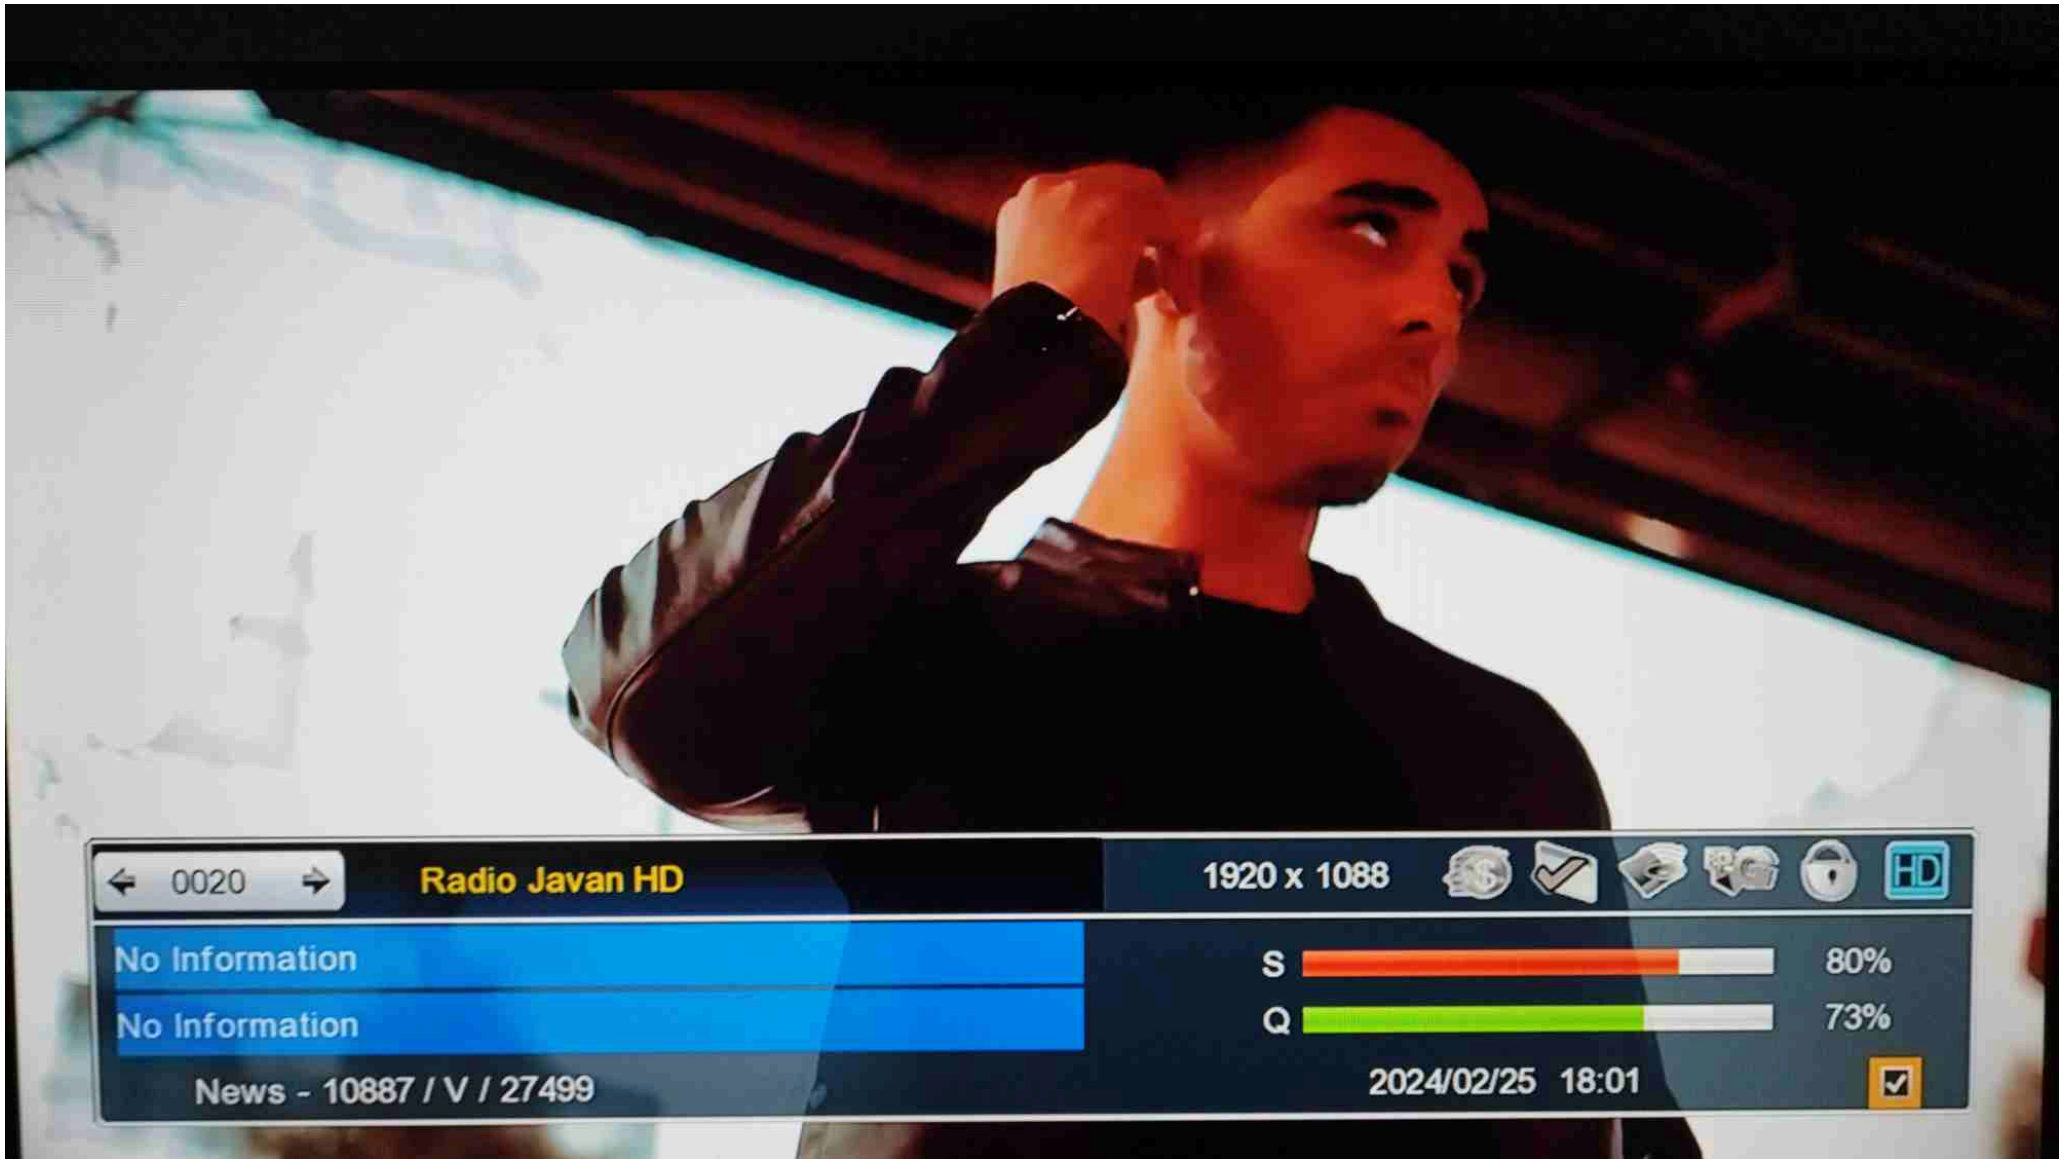 0020 Radio Javan HD 1920 x 1088 HD
No Information S 80%
No Information Q 73%
News - 10887 / V / 27499 2024/02/25 18:01